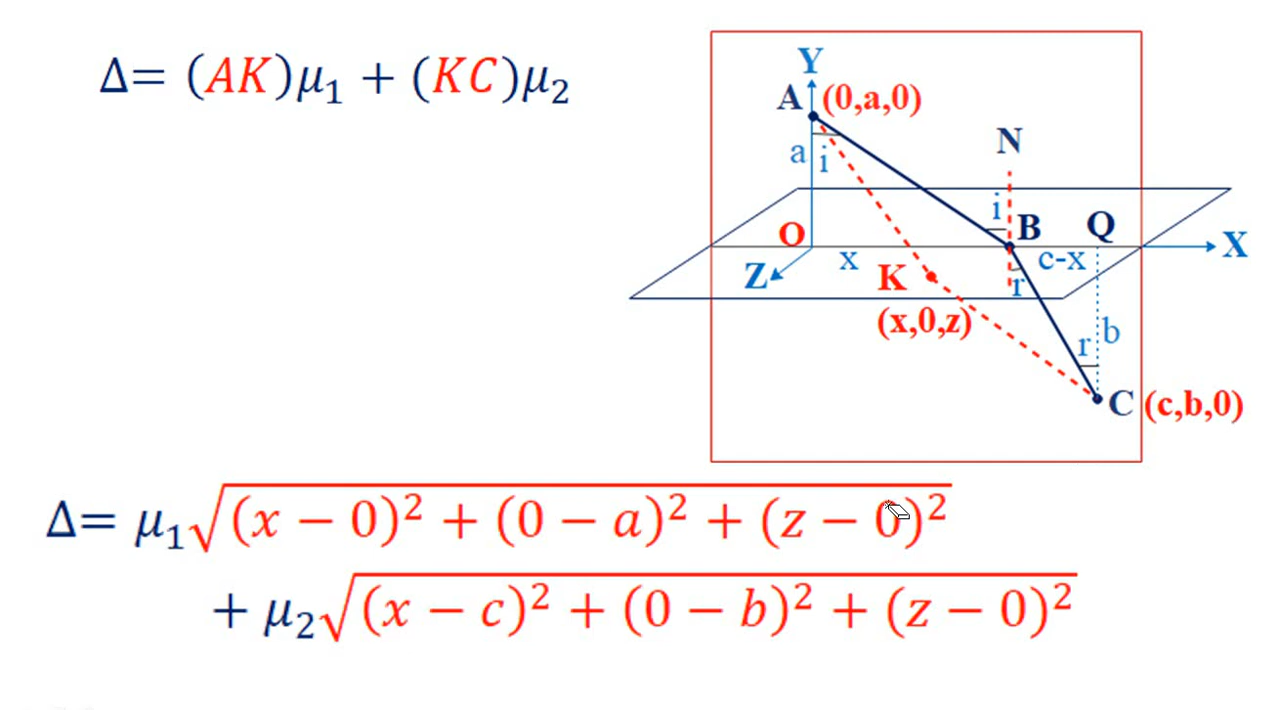 Δ= (AK)μ₁ + (KC)μ₂
Y
A (0,a,0)
N
a i
i
O B Q
X
x c-x
Z K r
(x,0,z)
b
r
C (c,b,0)
Δ= μ₁√(x − 0)² + (0 − a)² + (z − 0)²
+ μ₂√(x − c)² + (0 − b)² + (z − 0)²